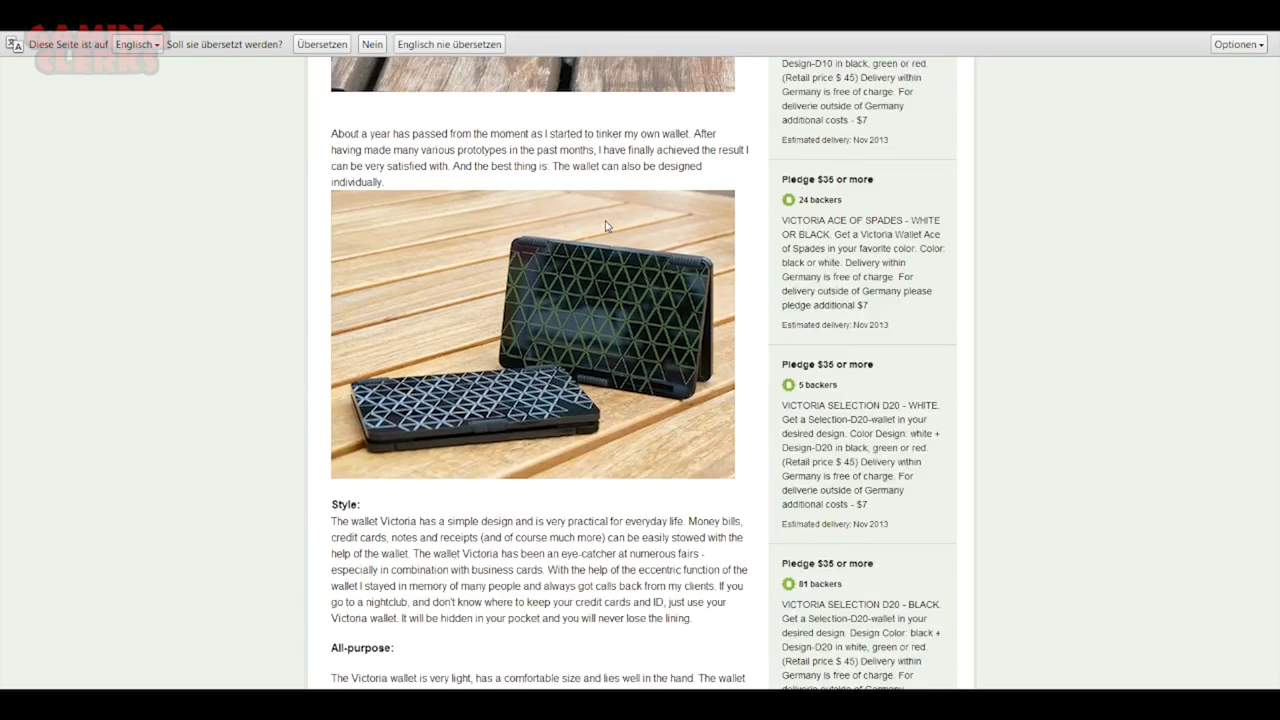 GAMING
CLERKS
Diese Seite ist auf Englisch Soll sie übersetzt werden? Übersetzen Nein Englisch nie übersetzen Optionen
About a year has passed from the moment as I started to tinker my own wallet. After
having made many various prototypes in the past months, I have finally achieved the result I
can be very satisfied with. And the best thing is. The wallet can also be designed
individually.
Style:
The wallet Victoria has a simple design and is very practical for everyday life. Money bills,
credit cards, notes and receipts (and of course much more) can be easily stowed with the
help of the wallet. The wallet Victoria has been an eye-catcher at numerous fairs -
especially in combination with business cards. With the help of the eccentric function of the
wallet I stayed in memory of many people and always got calls back from my clients. If you
go to a nightclub, and don't know where to keep your credit cards and ID, just use your
Victoria wallet. It will be hidden in your pocket and you will never lose the lining.
All-purpose:
The Victoria wallet is very light, has a comfortable size and lies well in the hand. The wallet
Design-D10 in black, green or red.
(Retail price $ 45) Delivery within
Germany is free of charge. For
deliverie outside of Germany
additional costs - $7
Estimated delivery: Nov 2013
Pledge $35 or more
24 backers
VICTORIA ACE OF SPADES - WHITE
OR BLACK. Get a Victoria Wallet Ace
of Spades in your favorite color. Color:
black or white. Delivery within
Germany is free of charge. For
delivery outside of Germany please
pledge additional $7
Estimated delivery: Nov 2013
Pledge $35 or more
5 backers
VICTORIA SELECTION D20 - WHITE.
Get a Selection-D20-wallet in your
desired design. Color Design: white +
Design-D20 in black, green or red.
(Retail price $ 45) Delivery within
Germany is free of charge. For
deliverie outside of Germany
additional costs - $7
Estimated delivery: Nov 2013
Pledge $35 or more
81 backers
VICTORIA SELECTION D20 - BLACK.
Get a Selection-D20-wallet in your
desired design. Design Color: black +
Design-D20 in white, green or red.
(Retail price $ 45) Delivery within
Germany is free of charge. For
deliverie outside of Germany